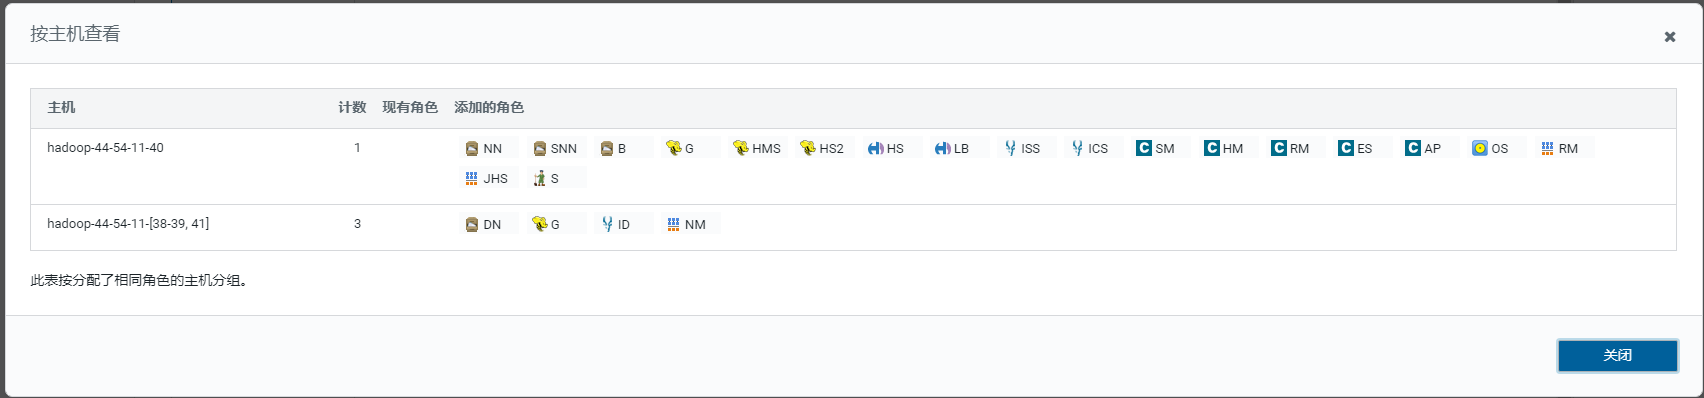 按主机查看
主机 计数 现有角色 添加的角色
hadoop-44-54-11-40 1 NN SNN B G HMS HS2 HS LB ISS ICS SM HM RM ES AP OS RM
JHS S
hadoop-44-54-11-[38-39, 41] 3 DN G ID NM
此表按分配了相同角色的主机分组。
关闭